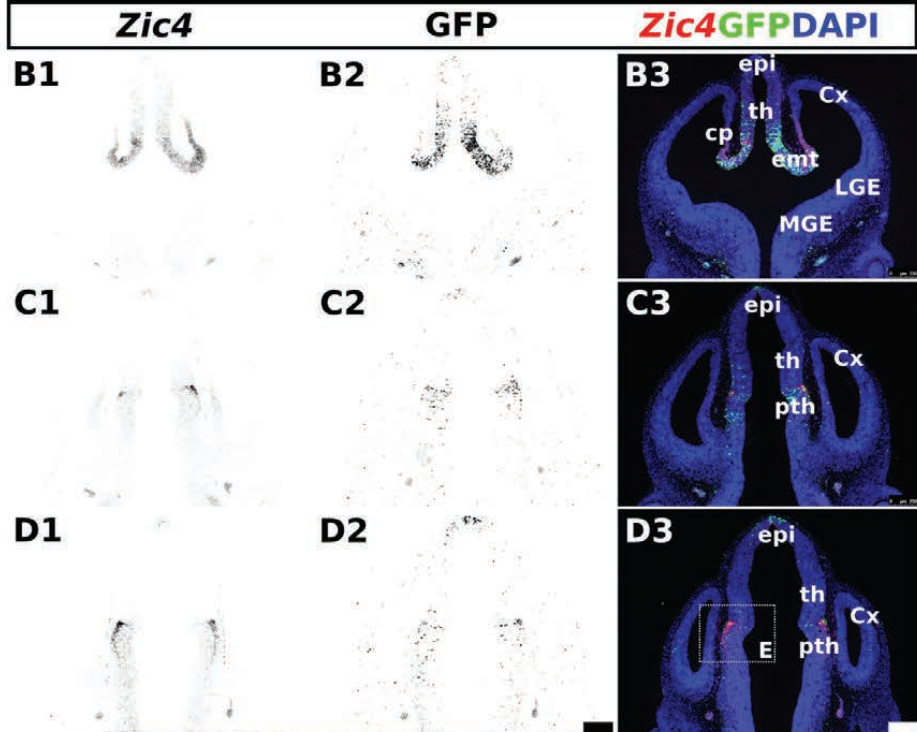 Zic4 GFP Zic4GFPDAPI
B1 B2 B3
epi
Cx
th
cp
emt
LGE
MGE
C1 C2 C3
epi
th
Cx
pth
D1 D2 D3
epi
th
Cx
E
pth